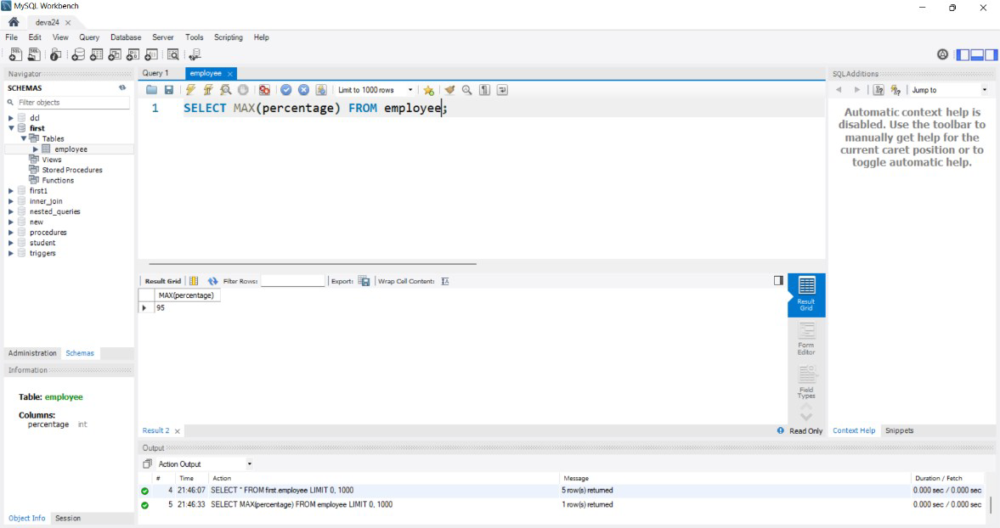 MySQL Workbench
deva24
File Edit View Query Database Server Tools Scripting Help
Navigator
SCHEMAS
Filter objects
dcl
first
Tables
employee
Views
Stored Procedures
Functions
first1
inner_join
nested_queries
new
procedures
student
triggers
Administration Schemas
Information
Table: employee
Columns:
percentage int
Object Info Session
Query 1 employee
Limit to 1000 rows
1 SELECT MAX(percentage) FROM employee;
Result Grid Filter Rows: Export: Wrap Cell Content:
MAX(percentage)
95
Result Grid
Form Editor
Field Types
Result 2 Read Only
SQLAdditions
Jump to
Automatic context help is
disabled. Use the toolbar to
manually get help for the
current caret position or to
toggle automatic help.
Context Help Snippets
Output
Action Output
# Time Action Message Duration / Fetch
4 21:46:07 SELECT * FROM first.employee LIMIT 0, 1000 5 row(s) returned 0.000 sec / 0.000 sec
5 21:46:33 SELECT MAX(percentage) FROM employee LIMIT 0, 1000 1 row(s) returned 0.000 sec / 0.000 sec